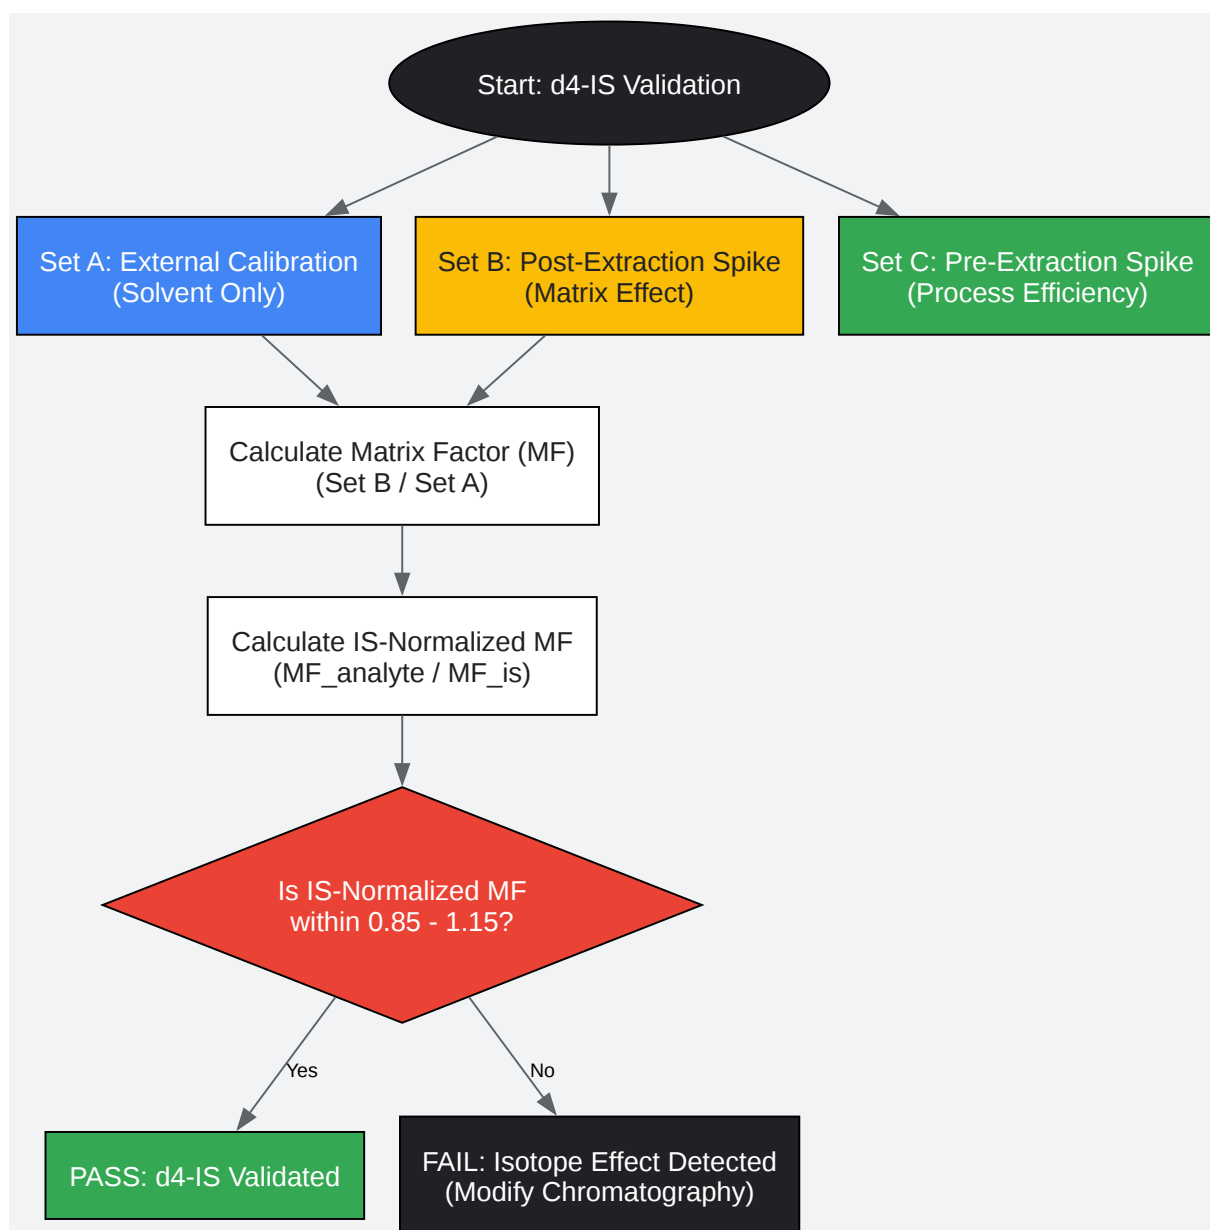 Start: d4-IS Validation
Set A: External Calibration
(Solvent Only)
Set B: Post-Extraction Spike
(Matrix Effect)
Set C: Pre-Extraction Spike
(Process Efficiency)
Calculate Matrix Factor (MF)
(Set B / Set A)
Calculate IS-Normalized MF
(MF_analyte / MF_is)
Is IS-Normalized MF
within 0.85 - 1.15?
Yes
No
PASS: d4-IS Validated
FAIL: Isotope Effect Detected
(Modify Chromatography)